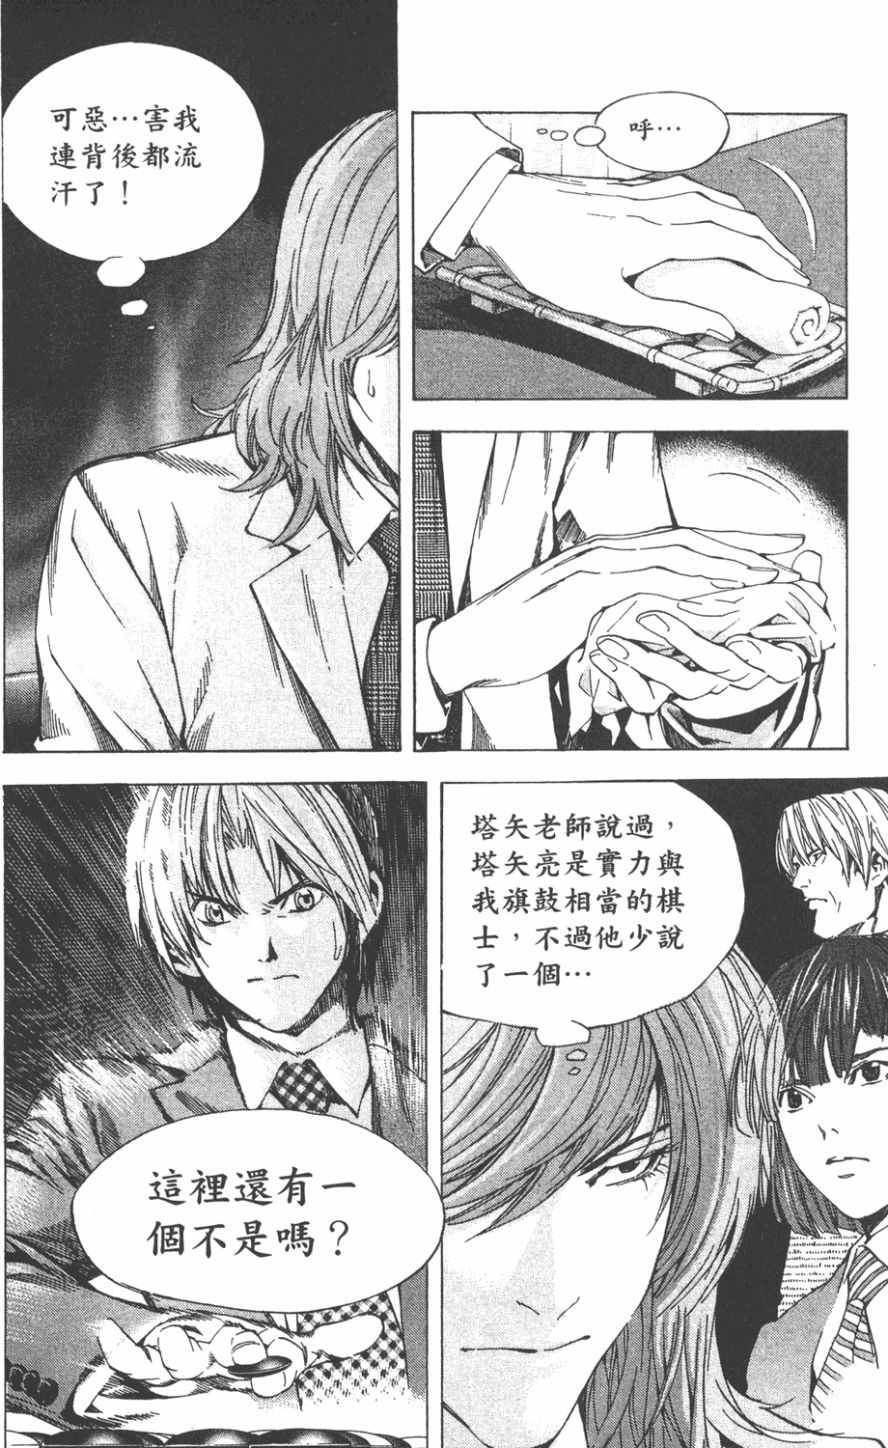 呼…
可惡…害我
連背後都流
汗了！
塔矢老師說過，
塔矢亮是實力與
我旗鼓相當的棋
士，不過他少說
了一個…
這裡還有一
個不是嗎？